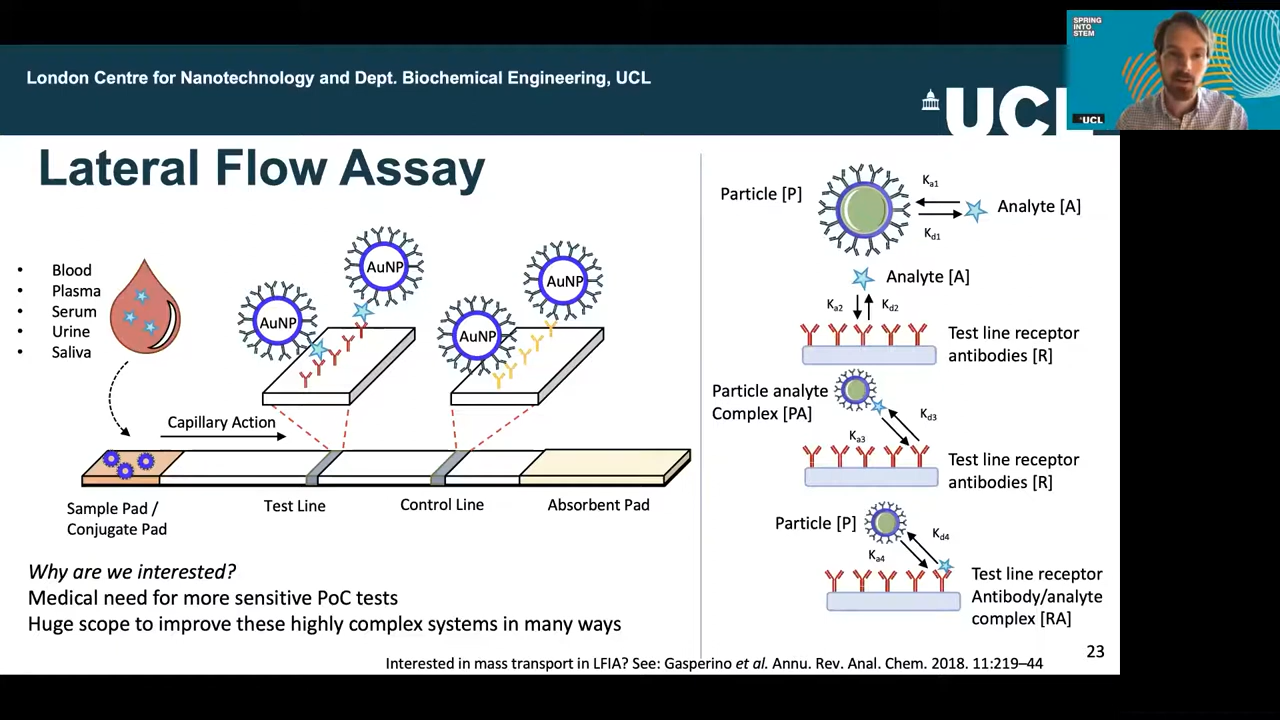 SPRING
INTO
STEM
UCL
London Centre for Nanotechnology and Dept. Biochemical Engineering, UCL
UCL
Lateral Flow Assay
• Blood
• Plasma
• Serum
• Urine
• Saliva
AuNP
AuNP
AuNP
AuNP
Capillary Action
Sample Pad /
Conjugate Pad
Test Line
Control Line
Absorbent Pad
Why are we interested?
Medical need for more sensitive PoC tests
Huge scope to improve these highly complex systems in many ways
Particle [P]
Ka1
Kd1
Analyte [A]
Analyte [A]
Ka2
Kd2
Test line receptor
antibodies [R]
Particle analyte
Complex [PA]
Ka3
Kd3
Test line receptor
antibodies [R]
Particle [P]
Ka4
Kd4
Test line receptor
Antibody/analyte
complex [RA]
23
Interested in mass transport in LFIA? See: Gasperino et al. Annu. Rev. Anal. Chem. 2018. 11:219–44